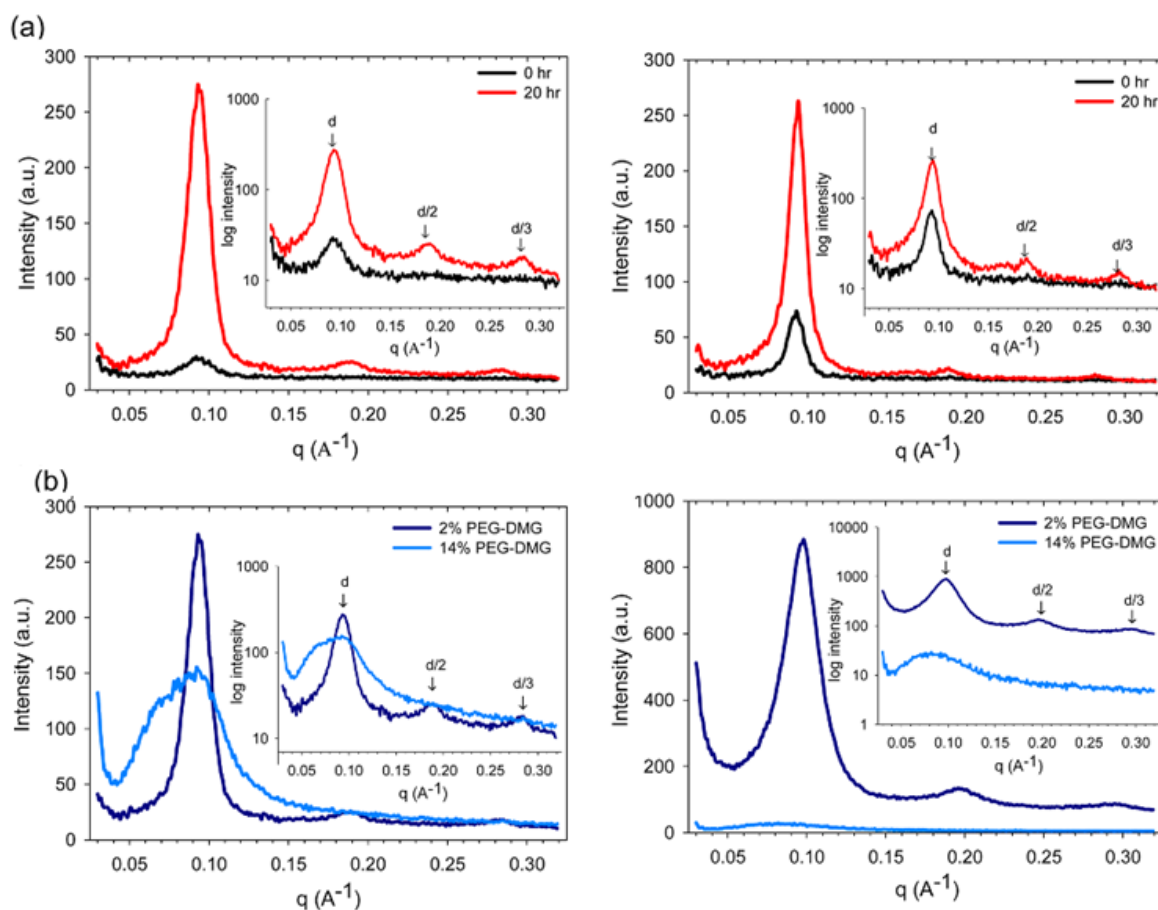 (a)
300
250
200
150
100
50
0
Intensity (a.u.)
0.05 0.10 0.15 0.20 0.25 0.30
q (A-1)
0 hr
20 hr
1000
100
10
log intensity
d
d/2
d/3
0.05 0.10 0.15 0.20 0.25 0.30
q (A-1)
300
250
200
150
100
50
0
Intensity (a.u.)
0.05 0.10 0.15 0.20 0.25 0.30
q (A-1)
0 hr
20 hr
1000
100
10
log intensity
d
d/2
d/3
0.05 0.10 0.15 0.20 0.25 0.30
q (A-1)
(b)
300
250
200
150
100
50
0
Intensity (a.u.)
0.05 0.10 0.15 0.20 0.25 0.30
q (A-1)
2% PEG-DMG
14% PEG-DMG
1000
100
10
log intensity
d
d/2
d/3
0.05 0.10 0.15 0.20 0.25 0.30
q (A-1)
1000
800
600
400
200
0
Intensity (a.u.)
0.05 0.10 0.15 0.20 0.25 0.30
q (A-1)
2% PEG-DMG
14% PEG-DMG
10000
1000
100
10
1
log intensity
d
d/2
d/3
0.05 0.10 0.15 0.20 0.25 0.30
q (A-1)